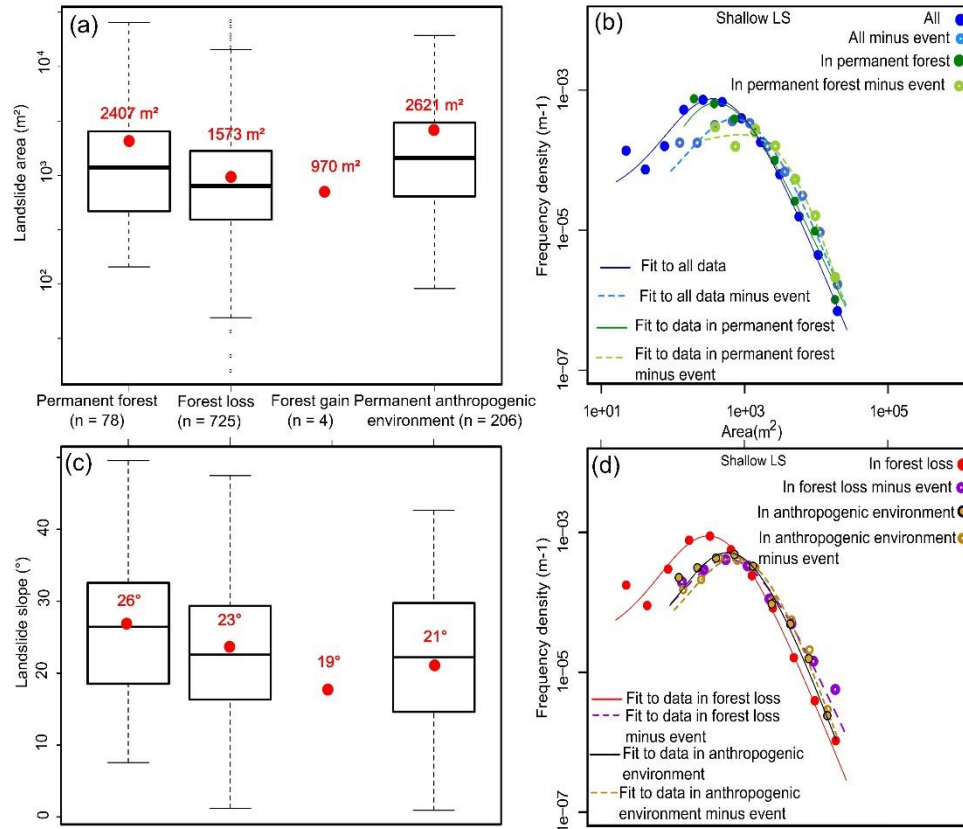 (a)
Landslide area (m²)
10⁴
10³
10²
2407 m²
1573 m²
970 m²
2621 m²
Permanent forest
(n = 78)
Forest loss
(n = 725)
Forest gain
(n = 4)
Permanent anthropogenic
environment (n = 206)
(b)
Shallow LS
All
All minus event
In permanent forest
In permanent forest minus event
Frequency density (m-1)
1e-03
1e-05
1e-07
Fit to all data
Fit to all data minus event
Fit to data in permanent forest
Fit to data in permanent forest
minus event
1e+01
1e+03
1e+05
Area(m²)
(c)
Landslide slope (°)
40
30
20
10
0
26°
23°
19°
21°
(d)
Shallow LS
In forest loss
In forest loss minus event
In anthropogenic environment
In anthropogenic environment
minus event
Frequency density (m-1)
1e-03
1e-05
1e-07
Fit to data in forest loss
Fit to data in forest loss
minus event
Fit to data in anthropogenic
environment
Fit to data in anthropogenic
environment minus event